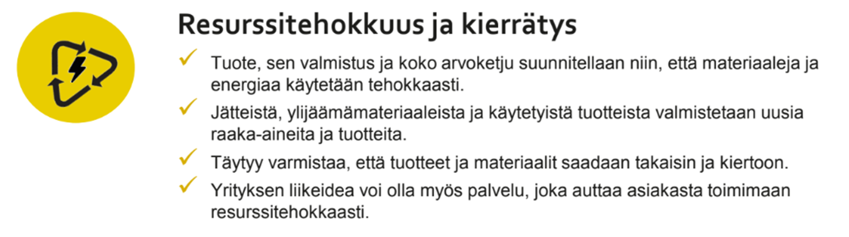 Resurssitehokkuus ja kierrätys
Tuote, sen valmistus ja koko arvoketju suunnitellaan niin, että materiaaleja ja
energiaa käytetään tehokkaasti.
Jätteistä, ylijäämämateriaaleista ja käytetyistä tuotteista valmistetaan uusia
raaka-aineita ja tuotteita.
Täytyy varmistaa, että tuotteet ja materiaalit saadaan takaisin ja kiertoon.
Yrityksen liikeidea voi olla myös palvelu, joka auttaa asiakasta toimimaan
resurssitehokkaasti.